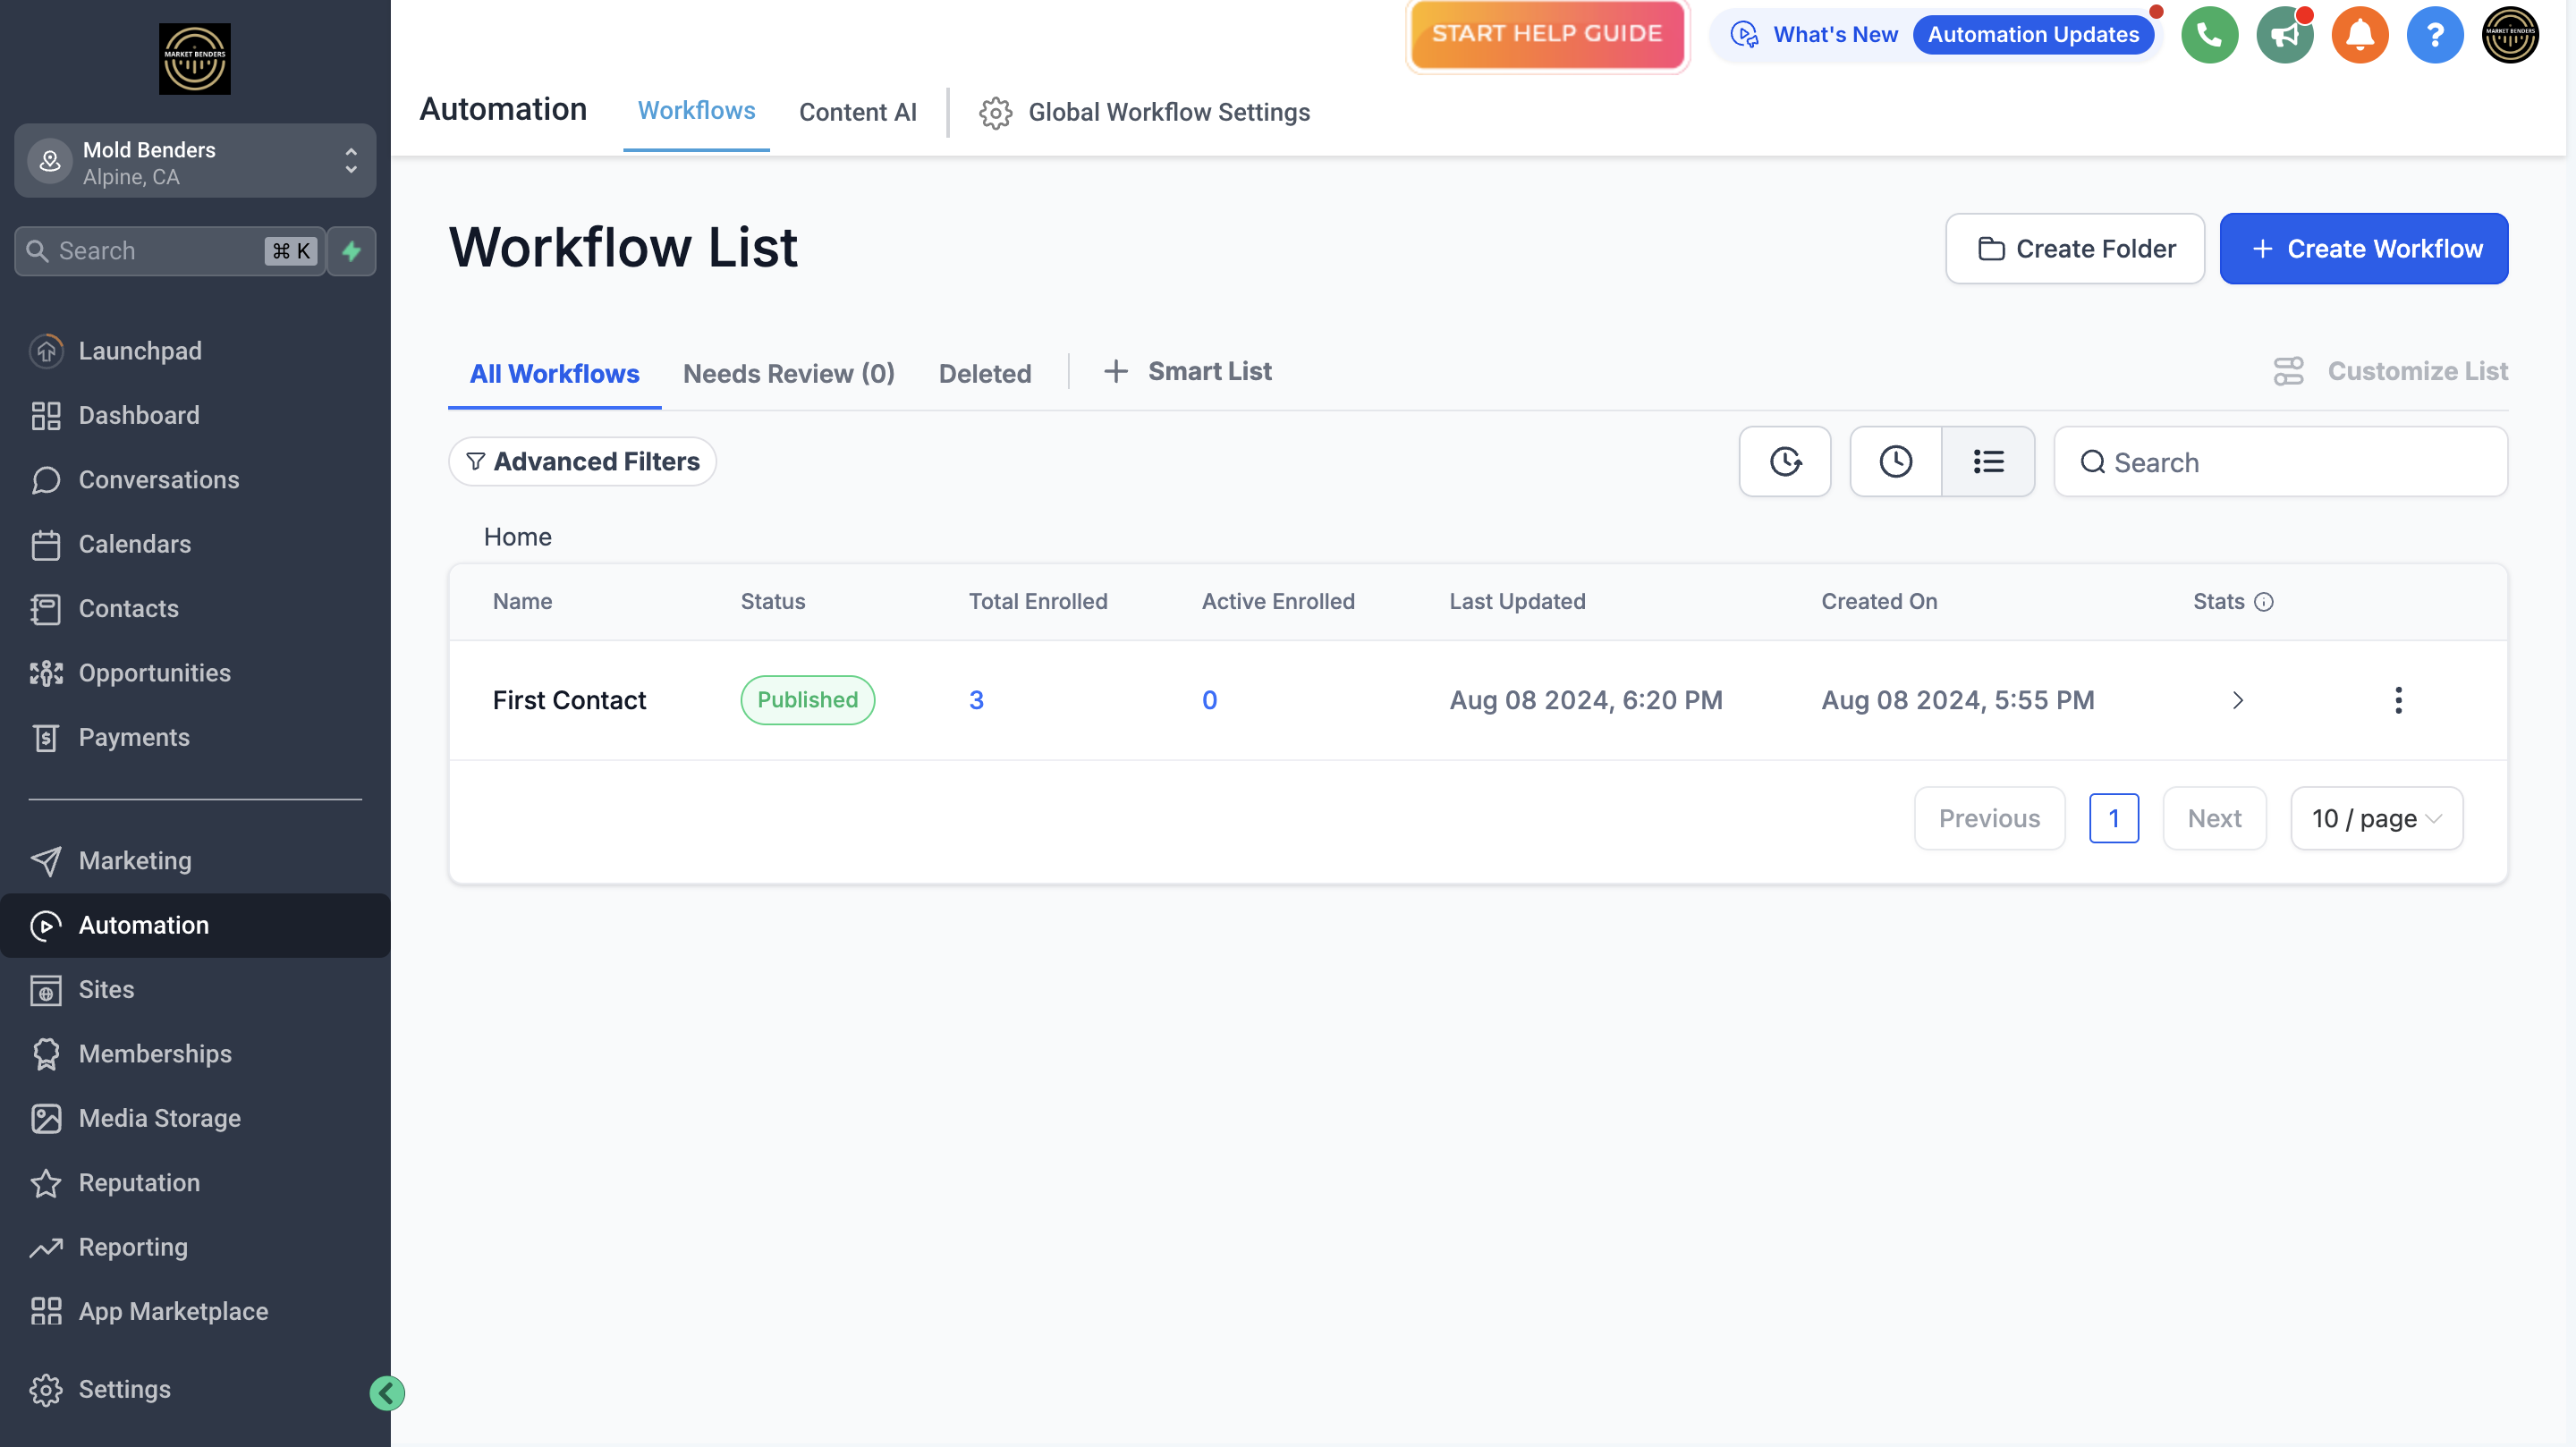 MARKET BENDERS
Mold Benders
Alpine, CA
Search
⌘ K
Launchpad
Dashboard
Conversations
Calendars
Contacts
Opportunities
Payments
Marketing
Automation
Sites
Memberships
Media Storage
Reputation
Reporting
App Marketplace
Settings
START HELP GUIDE
What's New
Automation Updates
?
MARKET BENDERS
Automation
Workflows
Content AI
Global Workflow Settings
Workflow List
Create Folder
+ Create Workflow
All Workflows
Needs Review (0)
Deleted
+ Smart List
Customize List
Advanced Filters
Search
Home
Name Status Total Enrolled Active Enrolled Last Updated Created On Stats
First Contact Published 3 0 Aug 08 2024, 6:20 PM Aug 08 2024, 5:55 PM
Previous 1 Next 10 / page